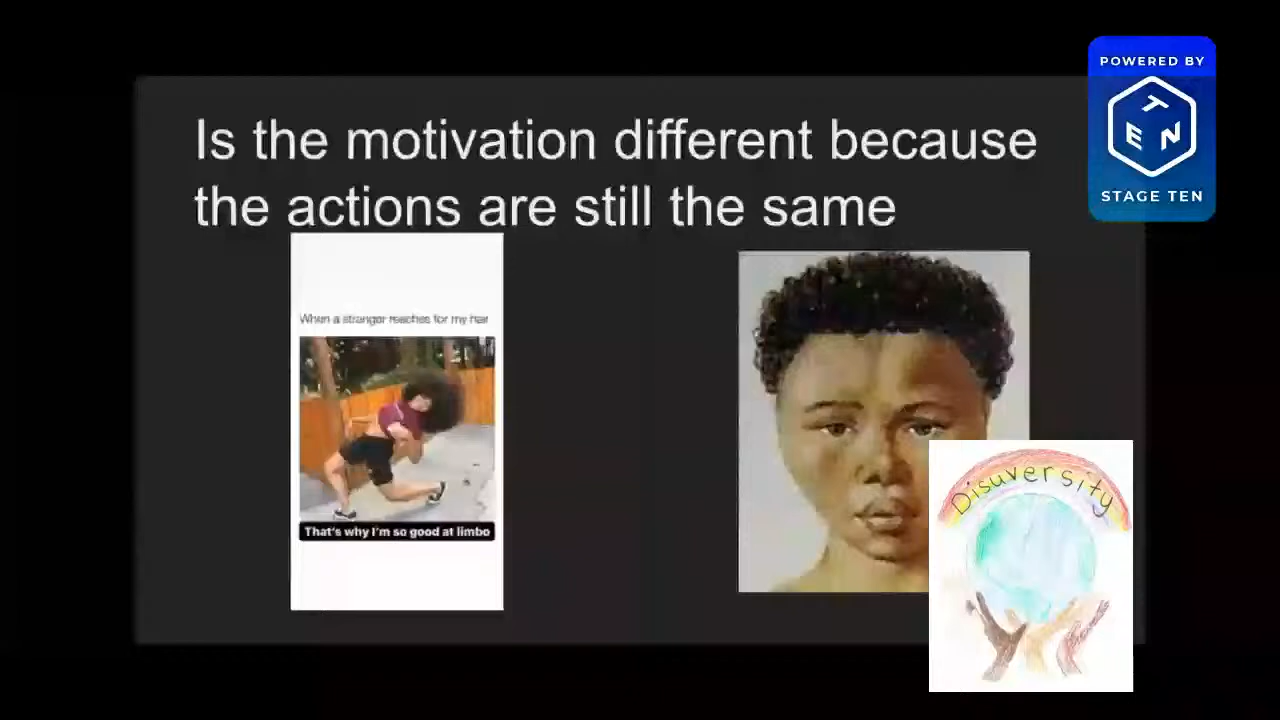 Is the motivation different because
the actions are still the same
When a stranger reaches for my hair
That's why I'm so good at limbo
Disuversity
POWERED BY
TEN
STAGE TEN